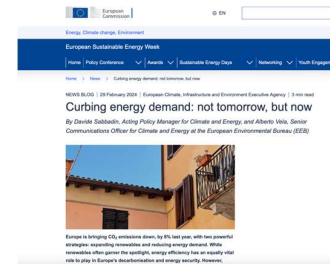 European
Commission
EN
Energy, Climate change, Environment
European Sustainable Energy Week
Home Policy Conference Awards Sustainable Energy Days Networking Youth Engagem
Home > News > Curbing energy demand: not tomorrow, but now
NEWS BLOG | 29 February 2024 | European Climate, Infrastructure and Environment Executive Agency | 3 min read
Curbing energy demand: not tomorrow, but now
By Davide Sabbadin, Acting Policy Manager for Climate and Energy, and Alberto Vela, Senior
Communications Officer for Climate and Energy at the European Environmental Bureau (EEB)
Europe is bringing CO₂ emissions down, by 8% last year, with two powerful
strategies: expanding renewables and reducing energy demand. While
renewables often garner the spotlight, energy efficiency has an equally vital
role to play in Europe's decarbonisation and energy security. However,